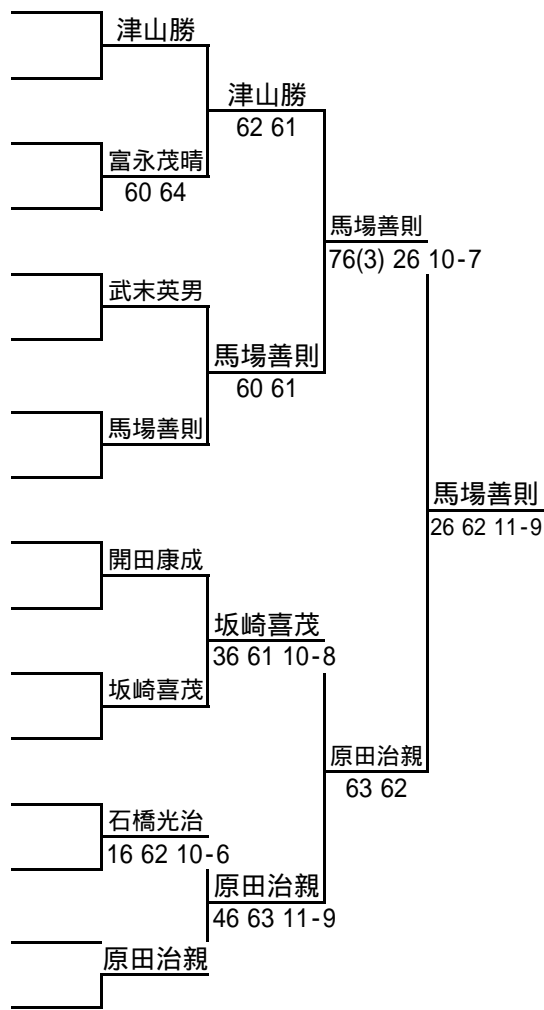 津山勝
津山勝
62 61
富永茂晴
60 64
馬場善則
76(3) 26 10-7
武末英男
馬場善則
60 61
馬場善則
馬場善則
26 62 11-9
開田康成
坂崎喜茂
36 61 10-8
坂崎喜茂
原田治親
63 62
石橋光治
16 62 10-6
原田治親
46 63 11-9
原田治親